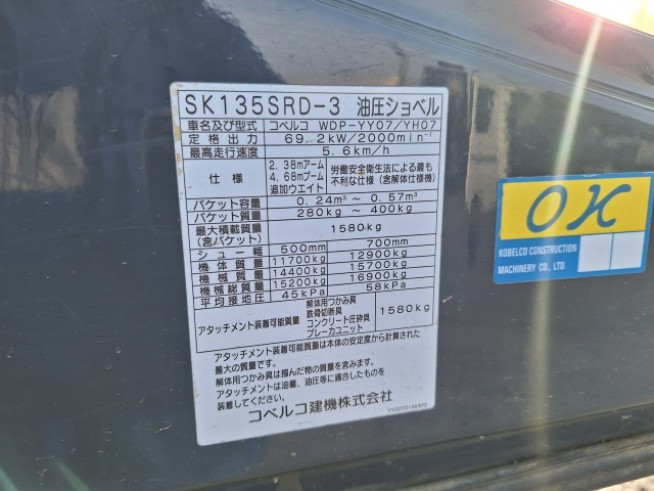 SK135SRD-3 油圧ショベル
車名及び型式 コベルコ WDP-YY07/YH07
定格出力 69.2kW/2000min⁻¹
最高走行速度 5.6km/h
仕様 2.38mアーム 4.68mブーム 追加ウエイト 労働安全衛生法による最も不利な仕様(含解体仕様機)
バケット容量 0.24m³ ~ 0.57m³
バケット質量 280kg ~ 400kg
最大積載質量 (含バケット) 1580kg
シュー幅 500mm 700mm
機体質量 11700kg 12900kg
機械質量 14400kg 15700kg
機械総質量 15200kg 16900kg
平均接地圧 45kPa 58kPa
アタッチメント装着可能質量 解体用つかみ具 鉄骨切断具 コンクリート圧砕具 ブレーカユニット 1580kg
アタッチメント装着可能質量は本体の安定度から計算された
最大の質量です。
解体用つかみ具は掴んだ物の質量を含みます。
アタッチメントは油量、油圧等に適合したものを
装着してください。
コベルコ建機株式会社
OK
KOBELCO CONSTRUCTION
MACHINERY CO., LTD.